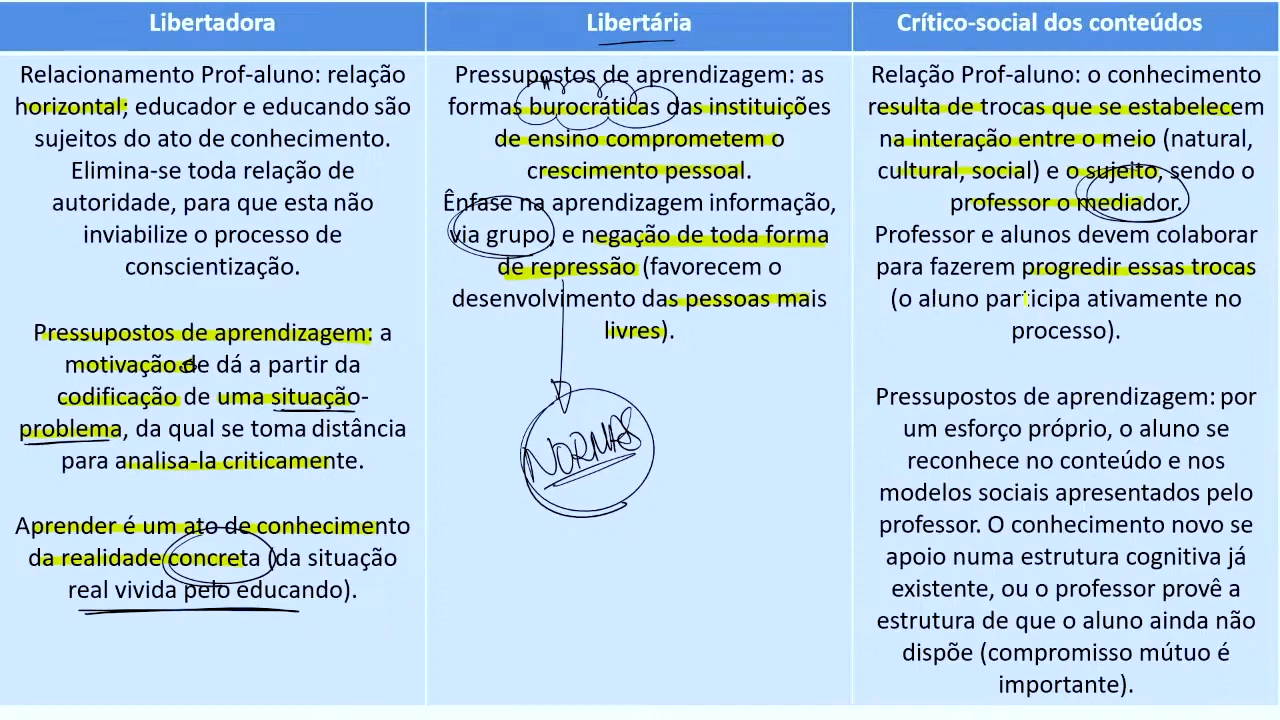 Libertadora
Relacionamento Prof-aluno: relação
horizontal; educador e educando são
sujeitos do ato de conhecimento.
Elimina-se toda relação de
autoridade, para que esta não
inviabilize o processo de
conscientização.
Pressupostos de aprendizagem: a
motivação de dá a partir da
codificação de uma situação-
problema, da qual se toma distância
para analisa-la criticamente.
Aprender é um ato de conhecimento
da realidade concreta (da situação
real vivida pelo educando).
Libertária
Pressupostos de aprendizagem: as
formas burocráticas das instituições
de ensino comprometem o
crescimento pessoal.
Ênfase na aprendizagem informação,
via grupo, e negação de toda forma
de repressão (favorecem o
desenvolvimento das pessoas mais
livres).
NORMAS
Crítico-social dos conteúdos
Relação Prof-aluno: o conhecimento
resulta de trocas que se estabelecem
na interação entre o meio (natural,
cultural, social) e o sujeito, sendo o
professor o mediador.
Professor e alunos devem colaborar
para fazerem progredir essas trocas
(o aluno participa ativamente no
processo).
Pressupostos de aprendizagem: por
um esforço próprio, o aluno se
reconhece no conteúdo e nos
modelos sociais apresentados pelo
professor. O conhecimento novo se
apoio numa estrutura cognitiva já
existente, ou o professor provê a
estrutura de que o aluno ainda não
dispõe (compromisso mútuo é
importante).